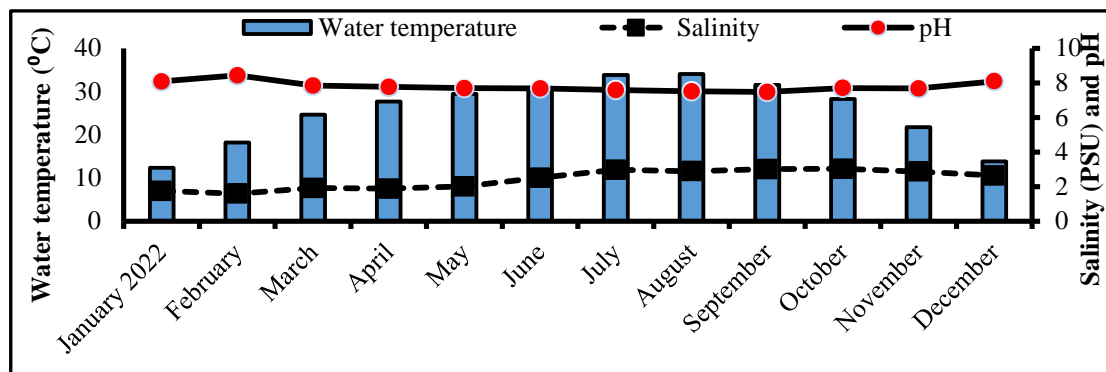 Water temperature Salinity pH
Water temperature (⁰C)
40
30
20
10
0
10
8
6
4
2
0
Salinity (PSU) and pH
January 2022
February
March
April
May
June
July
August
September
October
November
December